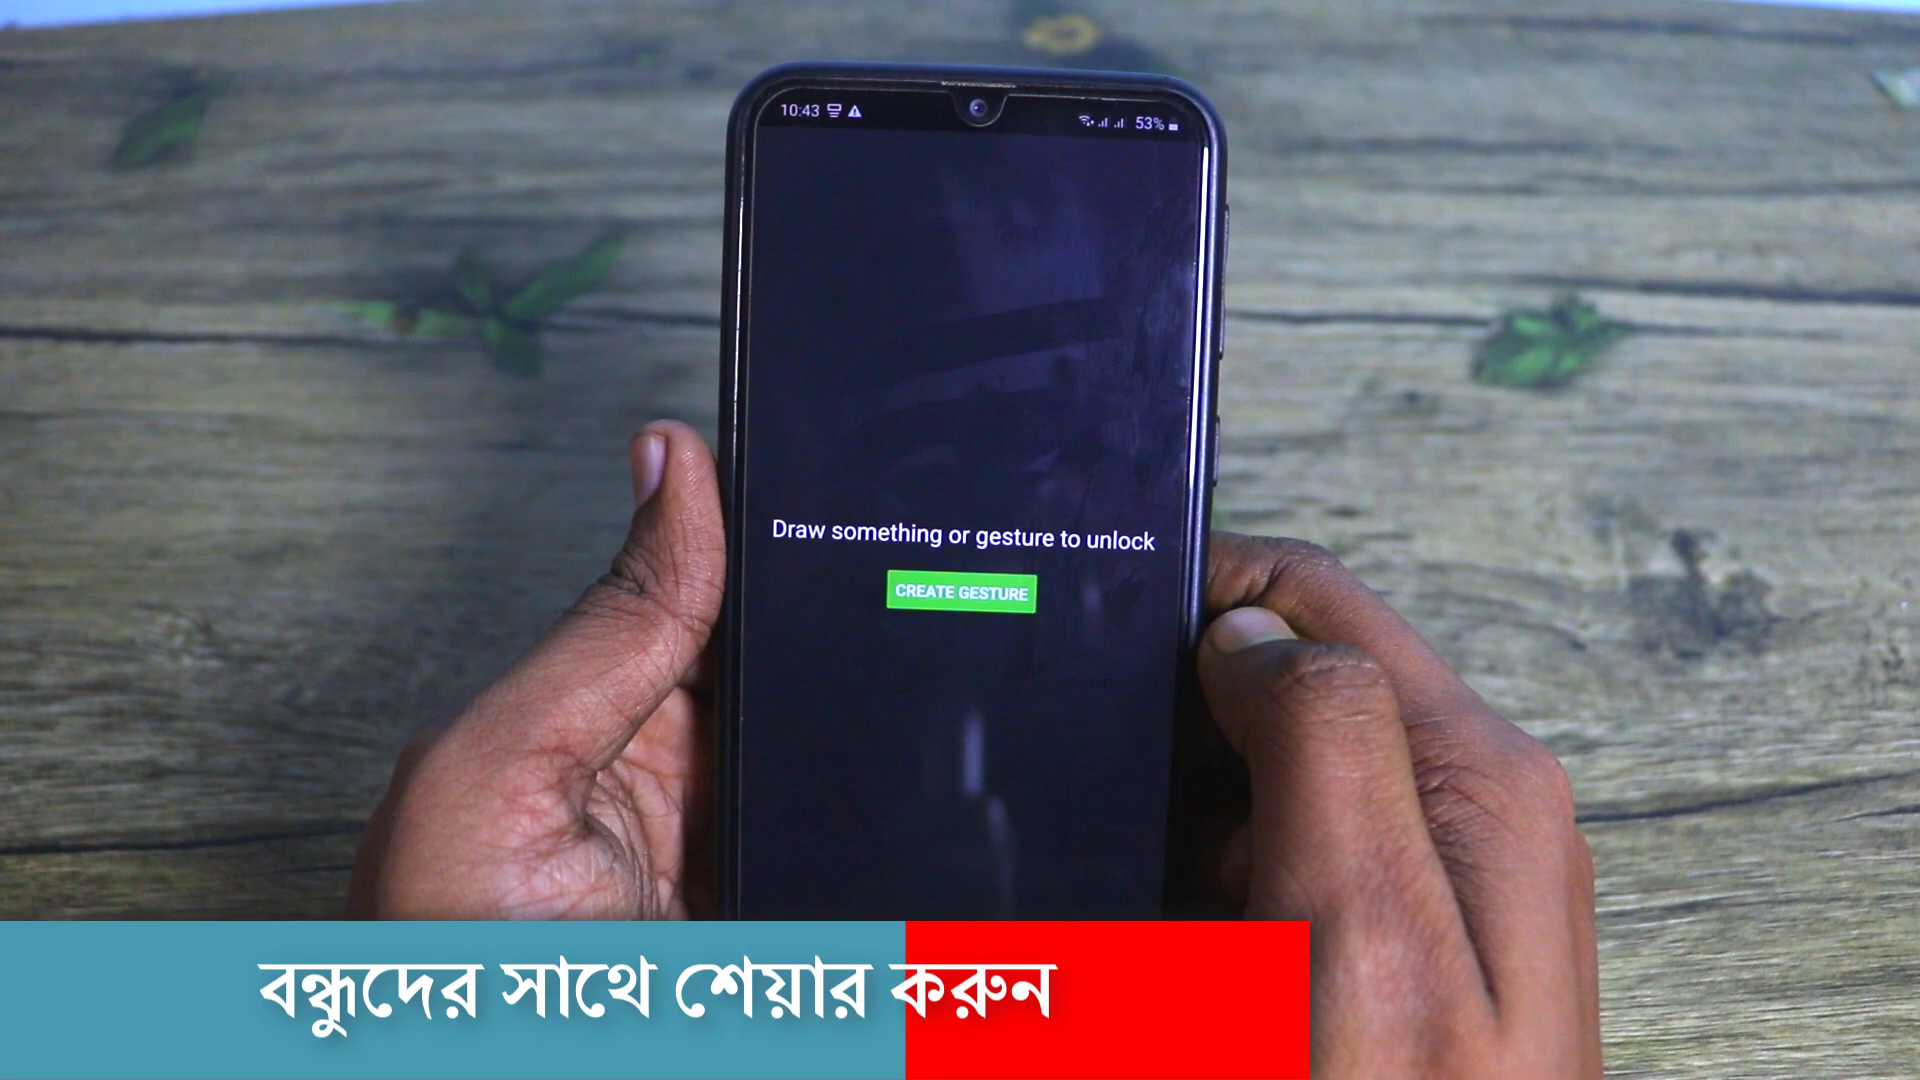 10:43
53%
Draw something or gesture to unlock
CREATE GESTURE
বন্ধুদের সাথে শেয়ার করুন